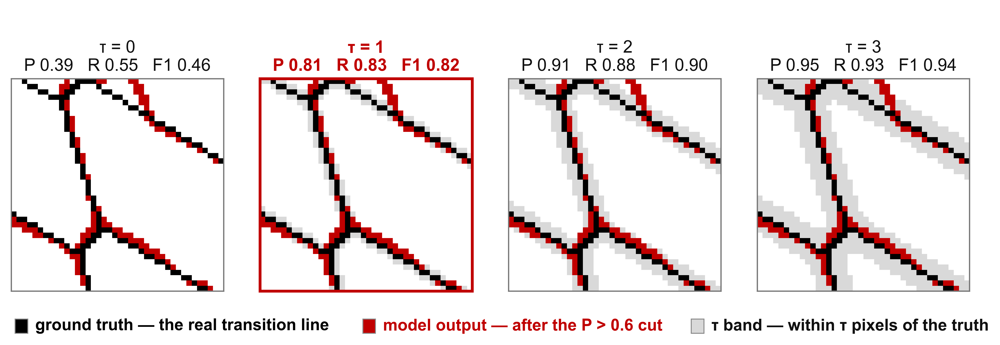 τ = 0
P 0.39 R 0.55 F1 0.46
τ = 1
P 0.81 R 0.83 F1 0.82
τ = 2
P 0.91 R 0.88 F1 0.90
τ = 3
P 0.95 R 0.93 F1 0.94
ground truth — the real transition line
model output — after the P > 0.6 cut
τ band — within τ pixels of the truth